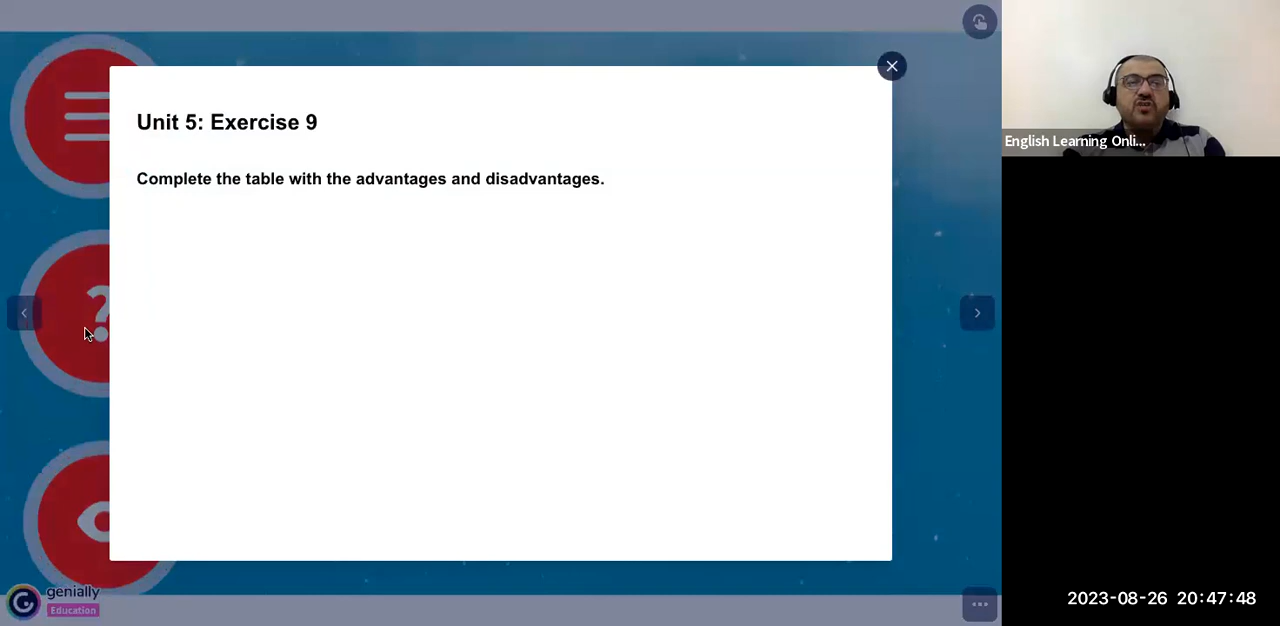 Unit 5: Exercise 9
Complete the table with the advantages and disadvantages.
English Learning Onli...
?
genially
Education
2023-08-26 20:47:48